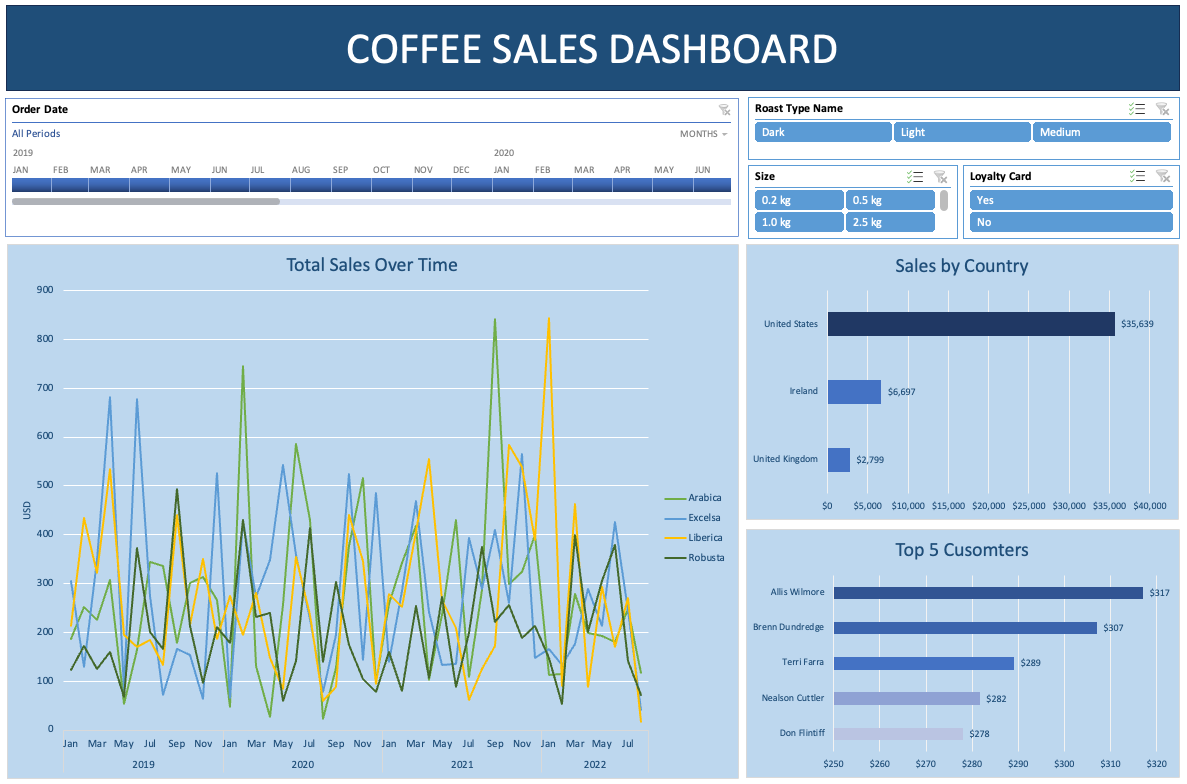 COFFEE SALES DASHBOARD
Order Date
All Periods
MONTHS
2019 2020
JAN FEB MAR APR MAY JUN JUL AUG SEP OCT NOV DEC JAN FEB MAR APR MAY JUN
Roast Type Name
Dark Light Medium
Size
0.2 kg 0.5 kg
1.0 kg 2.5 kg
Loyalty Card
Yes
No
Total Sales Over Time
900
800
700
600
500
400
300
200
100
0
USD
Jan Mar May Jul Sep Nov Jan Mar May Jul Sep Nov Jan Mar May Jul Sep Nov Jan Mar May Jul
2019 2020 2021 2022
Arabica
Excelsa
Liberica
Robusta
Sales by Country
United States $35,639
Ireland $6,697
United Kingdom $2,799
$0 $5,000 $10,000 $15,000 $20,000 $25,000 $30,000 $35,000 $40,000
Top 5 Cusomters
Allis Wilmore $317
Brenn Dundredge $307
Terri Farra $289
Nealson Cuttler $282
Don Flintiff $278
$250 $260 $270 $280 $290 $300 $310 $320